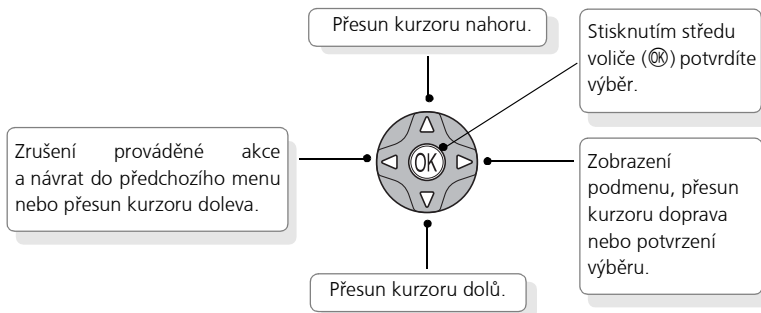 Přesun kurzoru nahoru.
Stisknutím středu
voliče (OK) potvrdíte
výběr.
Zrušení prováděné akce
a návrat do předchozího menu
nebo přesun kurzoru doleva.
OK
Zobrazení
podmenu, přesun
kurzoru doprava
nebo potvrzení
výběru.
Přesun kurzoru dolů.